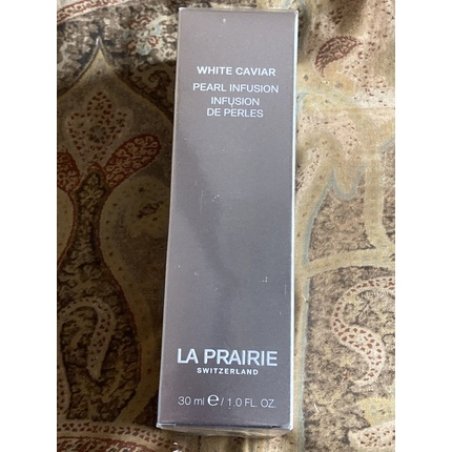 WHITE CAVIAR
PEARL INFUSION
INFUSION
DE PERLES
LA PRAIRIE
SWITZERLAND
30 ml ℮ / 1.0 FL. OZ.